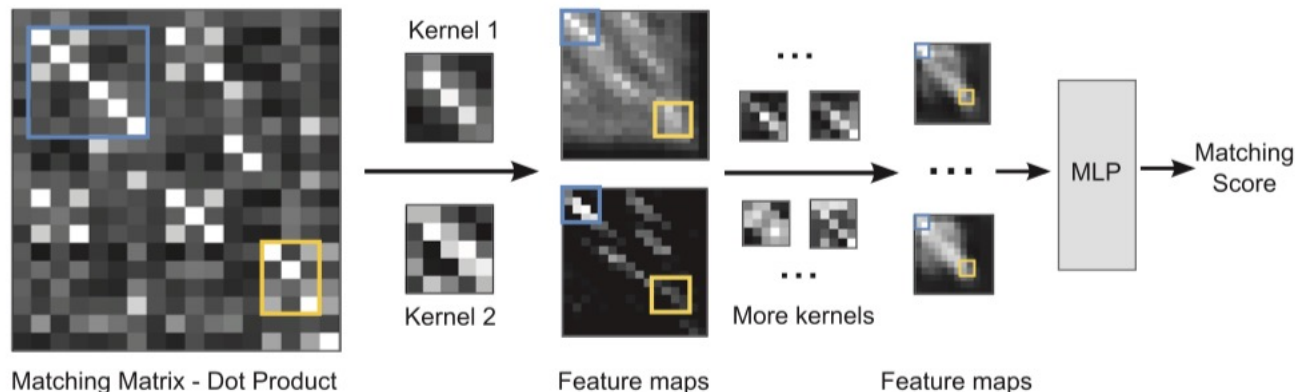 Kernel 1
Kernel 2
Matching Matrix - Dot Product
Feature maps
...
More kernels
...
...
Feature maps
MLP
Matching
Score